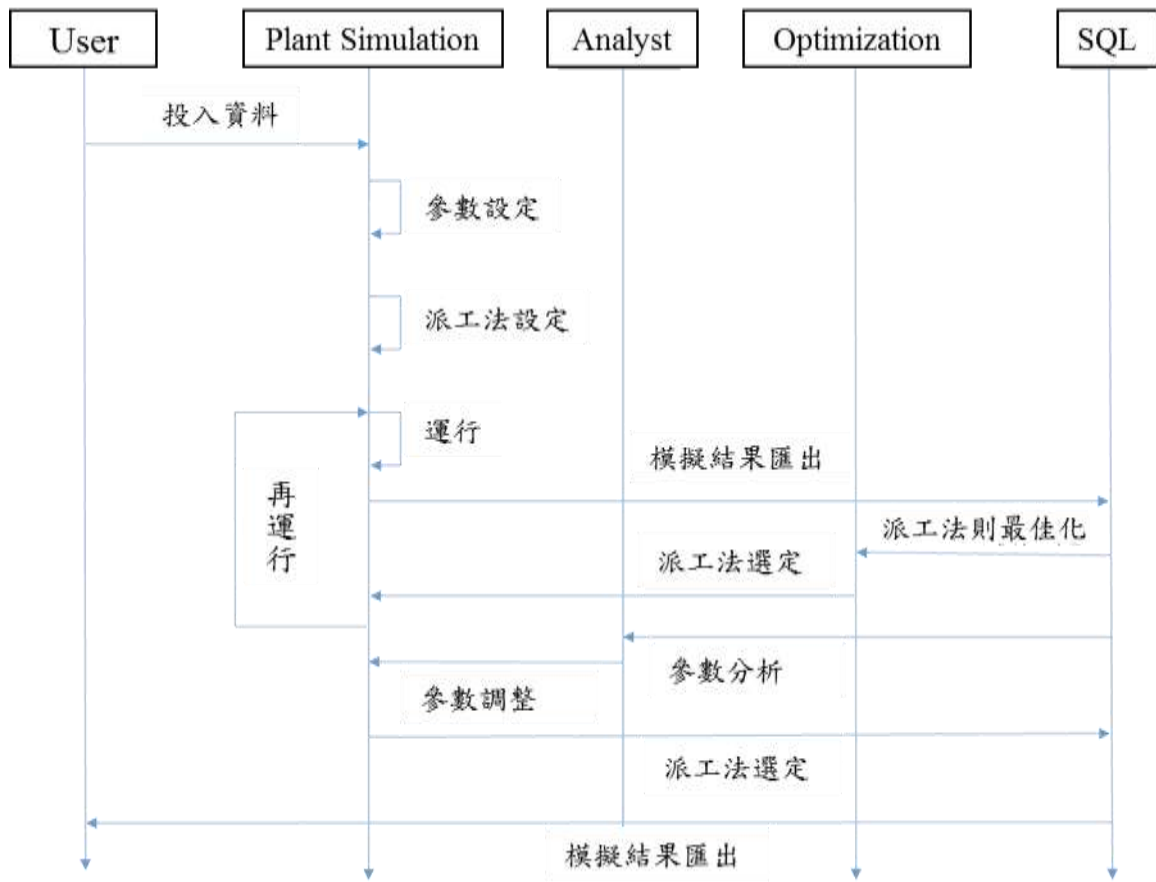 User
Plant Simulation
Analyst
Optimization
SQL
投入資料
參數設定
派工法設定
運行
再
運
行
模擬結果匯出
派工法則最佳化
派工法選定
參數分析
參數調整
派工法選定
模擬結果匯出